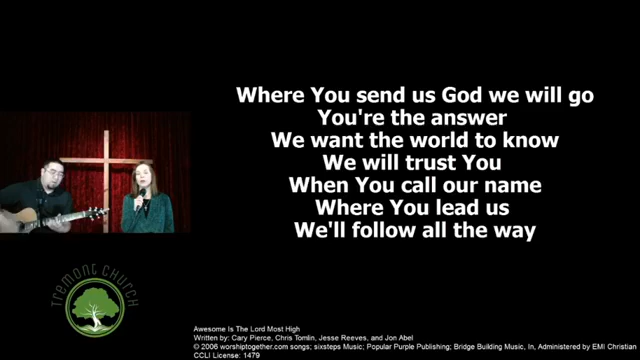 Where You send us God we will go
You're the answer
We want the world to know
We will trust You
When You call our name
Where You lead us
We'll follow all the way
TREMONT CHURCH
Awesome Is The Lord Most High
Written by: Cary Pierce, Chris Tomlin, Jesse Reeves, and Jon Abel
© 2006 worshiptogether.com songs; sixsteps Music; Popular Purple Publishing; Bridge Building Music, In, Administered by EMI Christian
CCLI License: 1479